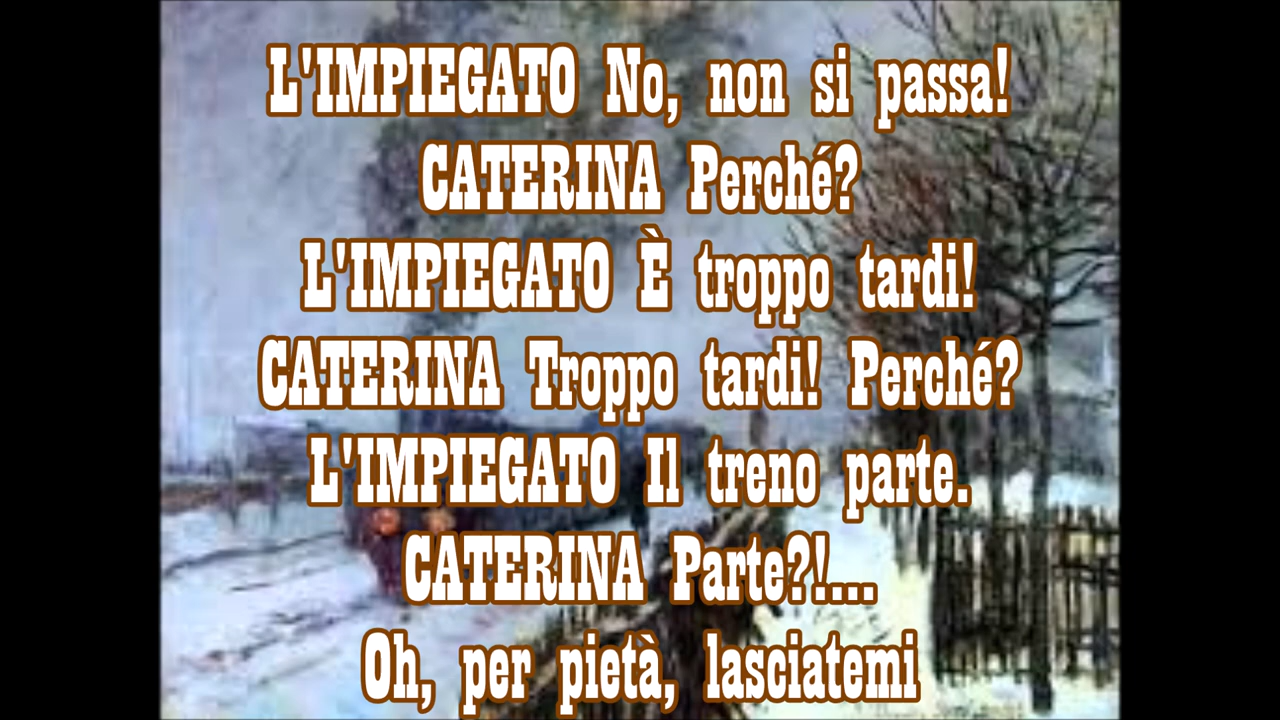 L'IMPIEGATO No, non si passa!
CATERINA Perché?
L'IMPIEGATO È troppo tardi!
CATERINA Troppo tardi! Perché?
L'IMPIEGATO Il treno parte.
CATERINA Parte?!...
Oh, per pietà, lasciatemi